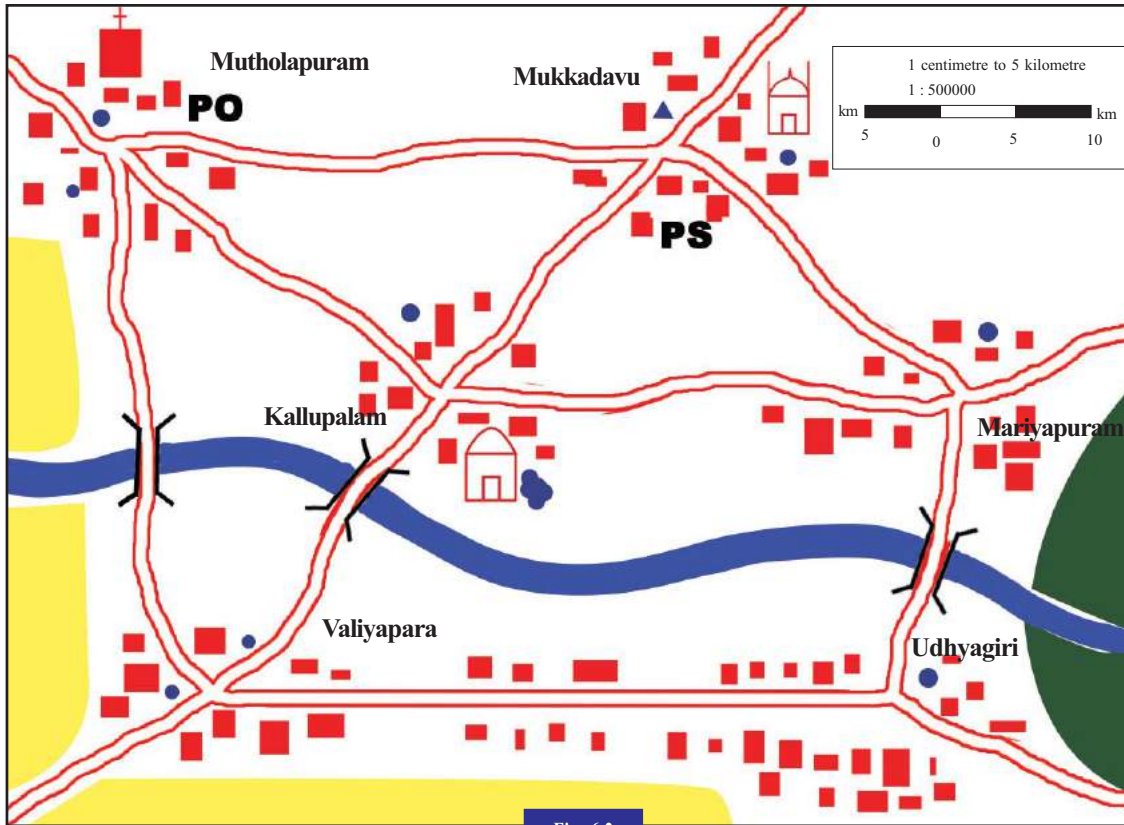 Mutholapuram
Mukkadavu
1 centimetre to 5 kilometre
1 : 500000
km km
5 0 5 10
PO
PS
Kallupalam
Mariyapuram
Valiyapara
Udhyagiri